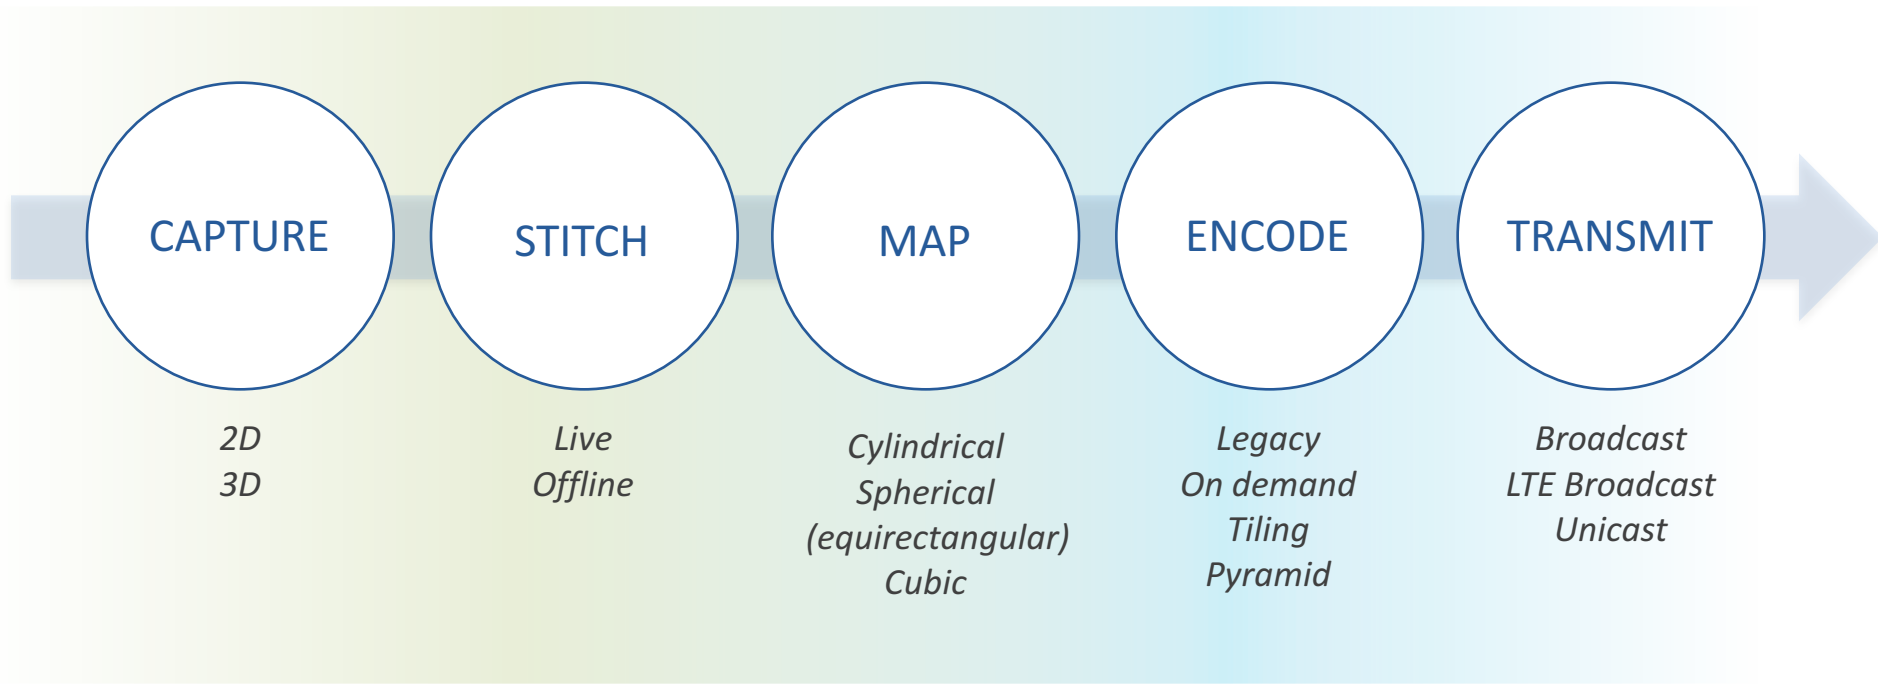 CAPTURE
STITCH
MAP
ENCODE
TRANSMIT
2D
3D
Live
Offline
Cylindrical
Spherical
(equirectangular)
Cubic
Legacy
On demand
Tiling
Pyramid
Broadcast
LTE Broadcast
Unicast